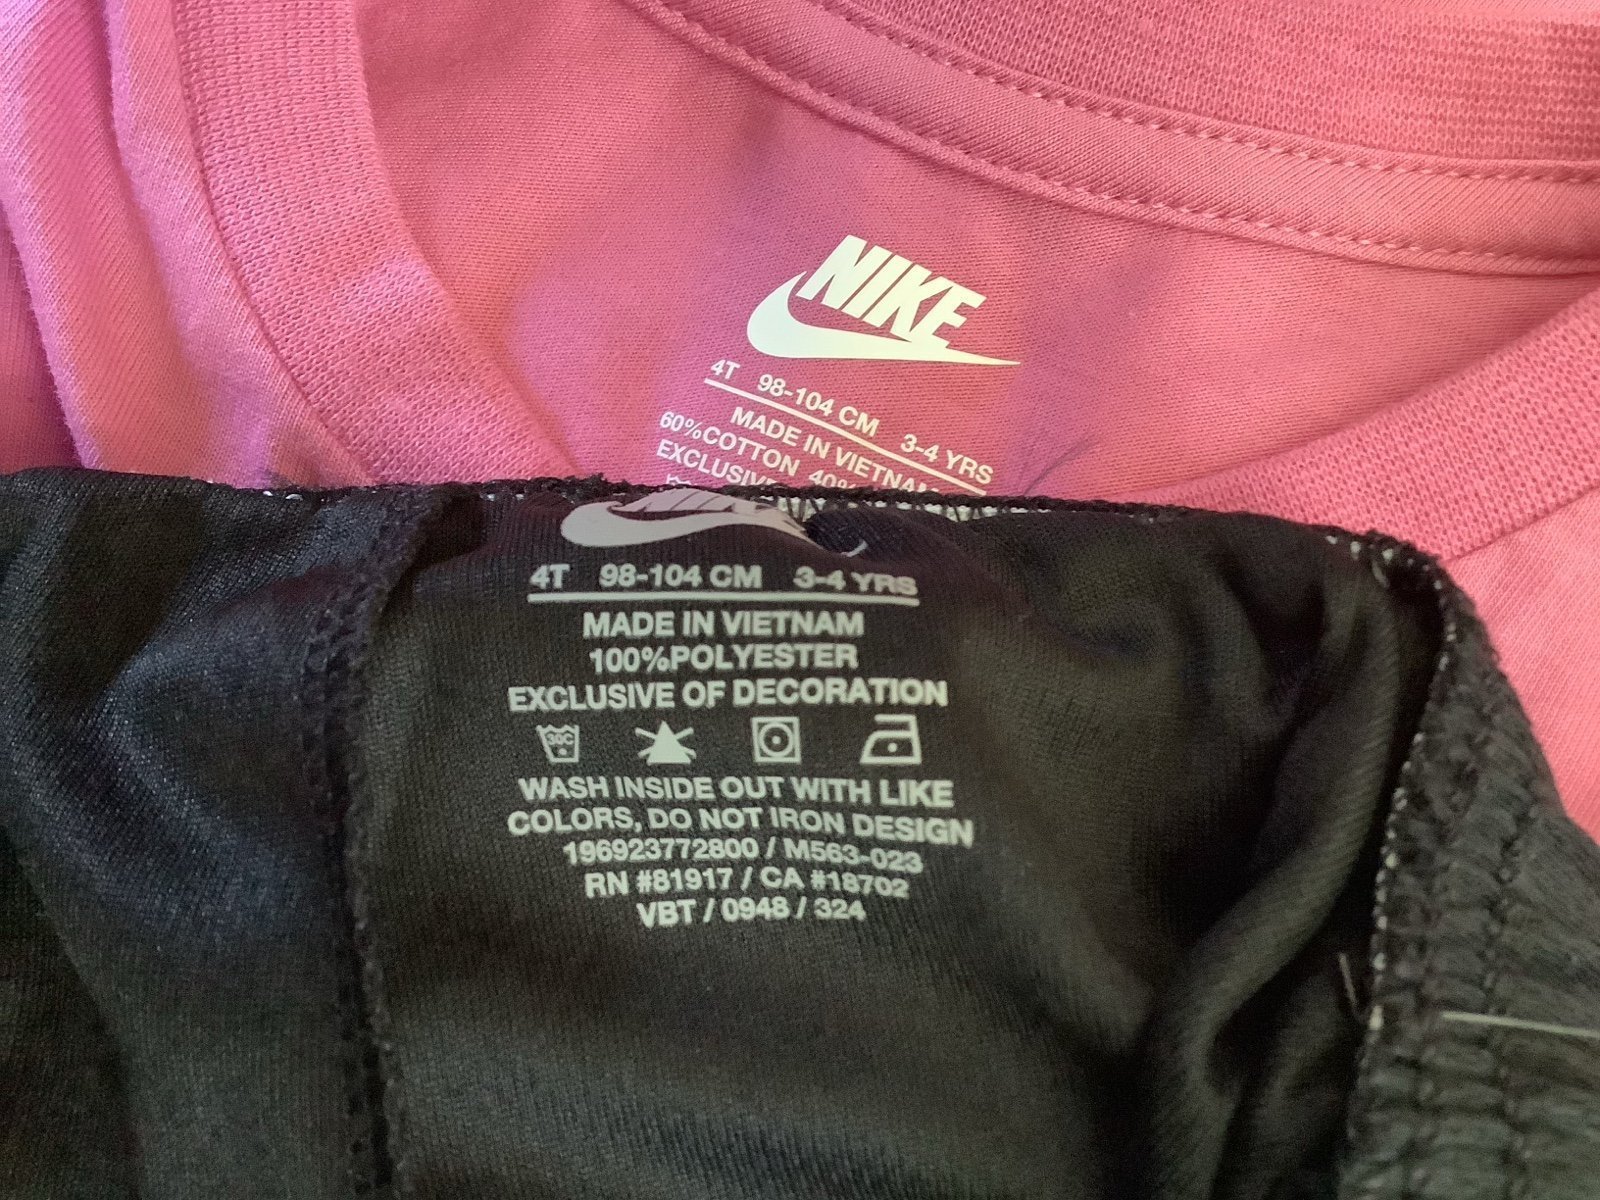 NIKE
4T 98-104 CM 3-4 YRS
MADE IN VIETNAM
60%COTTON 40%
EXCLUSIVE
NIKE
4T 98-104 CM 3-4 YRS
MADE IN VIETNAM
100%POLYESTER
EXCLUSIVE OF DECORATION
WASH INSIDE OUT WITH LIKE
COLORS, DO NOT IRON DESIGN
196923772800 / M563-023
RN #81917 / CA #18702
VBT / 0948 / 324